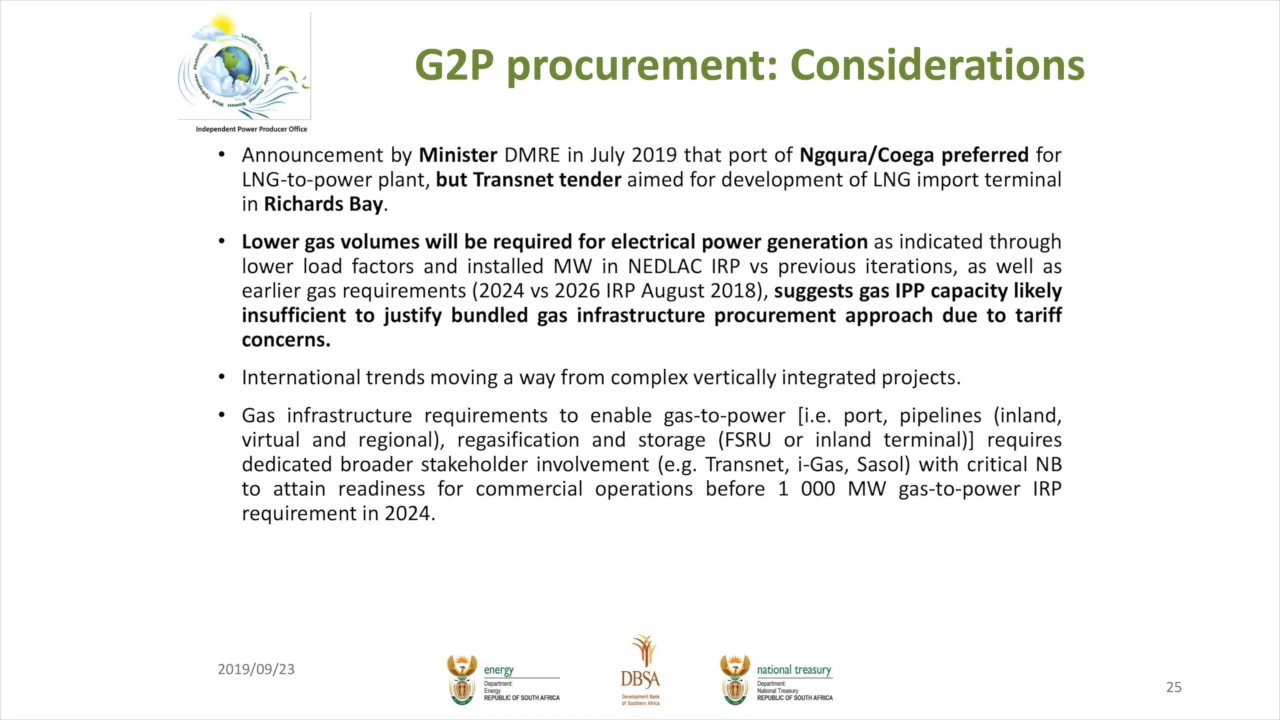 G2P procurement: Considerations
Independent Power Producer Office
• Announcement by Minister DMRE in July 2019 that port of Ngqura/Coega preferred for
LNG-to-power plant, but Transnet tender aimed for development of LNG import terminal
in Richards Bay.
• Lower gas volumes will be required for electrical power generation as indicated through
lower load factors and installed MW in NEDLAC IRP vs previous iterations, as well as
earlier gas requirements (2024 vs 2026 IRP August 2018), suggests gas IPP capacity likely
insufficient to justify bundled gas infrastructure procurement approach due to tariff
concerns.
• International trends moving a way from complex vertically integrated projects.
• Gas infrastructure requirements to enable gas-to-power [i.e. port, pipelines (inland,
virtual and regional), regasification and storage (FSRU or inland terminal)] requires
dedicated broader stakeholder involvement (e.g. Transnet, i-Gas, Sasol) with critical NB
to attain readiness for commercial operations before 1 000 MW gas-to-power IRP
requirement in 2024.
2019/09/23
energy
Department:
Energy
REPUBLIC OF SOUTH AFRICA
DBSA
Development Bank
of Southern Africa
national treasury
Department:
National Treasury
REPUBLIC OF SOUTH AFRICA
25